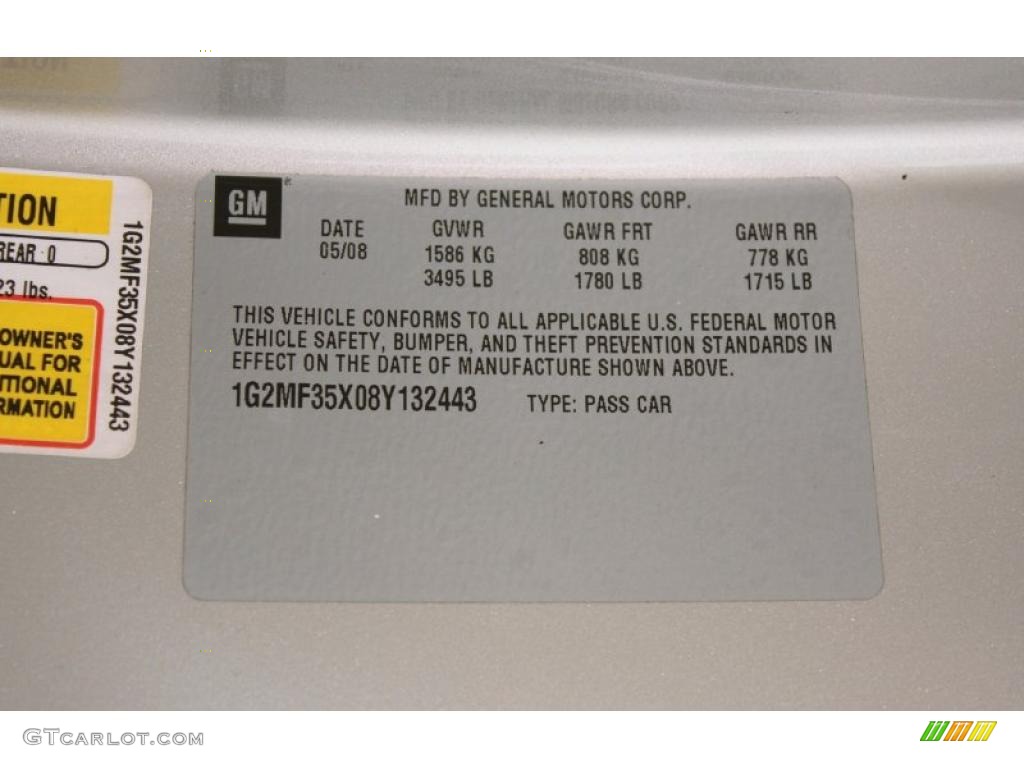 GM
MFD BY GENERAL MOTORS CORP.
DATE GVWR GAWR FRT GAWR RR
05/08 1586 KG 808 KG 778 KG
3495 LB 1780 LB 1715 LB
THIS VEHICLE CONFORMS TO ALL APPLICABLE U.S. FEDERAL MOTOR
VEHICLE SAFETY, BUMPER, AND THEFT PREVENTION STANDARDS IN
EFFECT ON THE DATE OF MANUFACTURE SHOWN ABOVE.
1G2MF35X08Y132443 TYPE: PASS CAR
TION
REAR 0
23 lbs.
OWNER'S
UAL FOR
ITIONAL
RMATION
1G2MF35X08Y132443
GTCARLOT.COM